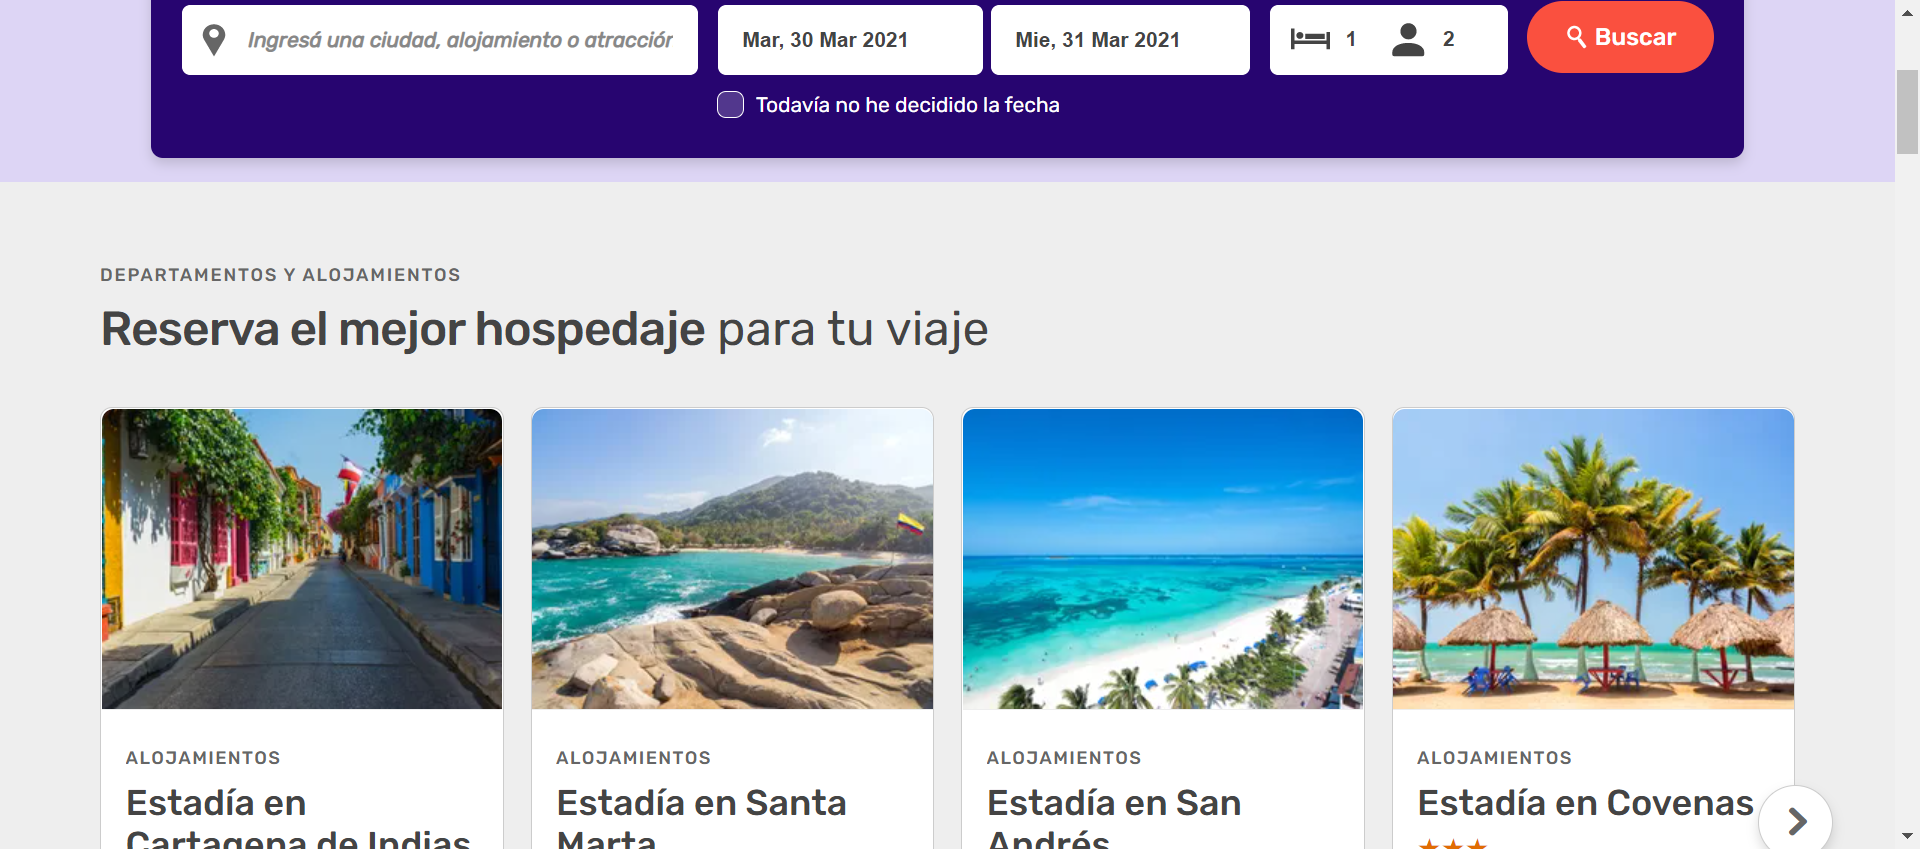 Ingresá una ciudad, alojamiento o atracción
Mar, 30 Mar 2021
Mie, 31 Mar 2021
1
2
Buscar
Todavía no he decidido la fecha
DEPARTAMENTOS Y ALOJAMIENTOS
Reserva el mejor hospedaje para tu viaje
ALOJAMIENTOS
Estadía en
Cartagena de Indias
ALOJAMIENTOS
Estadía en Santa
Marta
ALOJAMIENTOS
Estadía en San
Andrés
ALOJAMIENTOS
Estadía en Covenas